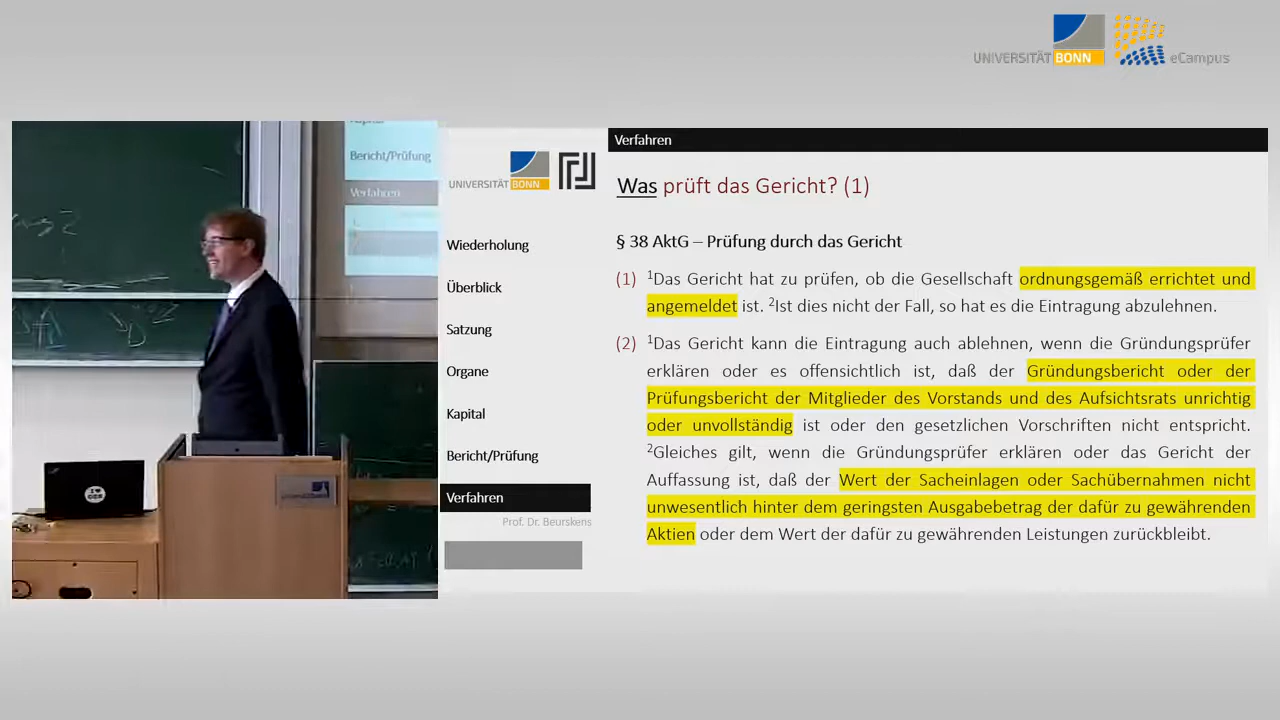 UNIVERSITÄT BONN eCampus
Bericht/Prüfung
Verfahren
UNIVERSITÄT BONN
Wiederholung
Überblick
Satzung
Organe
Kapital
Bericht/Prüfung
Verfahren
Prof. Dr. Beurskens
Verfahren
Was prüft das Gericht? (1)
§ 38 AktG – Prüfung durch das Gericht
(1) ¹Das Gericht hat zu prüfen, ob die Gesellschaft ordnungsgemäß errichtet und
angemeldet ist. ²Ist dies nicht der Fall, so hat es die Eintragung abzulehnen.
(2) ¹Das Gericht kann die Eintragung auch ablehnen, wenn die Gründungsprüfer
erklären oder es offensichtlich ist, daß der Gründungsbericht oder der
Prüfungsbericht der Mitglieder des Vorstands und des Aufsichtsrats unrichtig
oder unvollständig ist oder den gesetzlichen Vorschriften nicht entspricht.
²Gleiches gilt, wenn die Gründungsprüfer erklären oder das Gericht der
Auffassung ist, daß der Wert der Sacheinlagen oder Sachübernahmen nicht
unwesentlich hinter dem geringsten Ausgabebetrag der dafür zu gewährenden
Aktien oder dem Wert der dafür zu gewährenden Leistungen zurückbleibt.